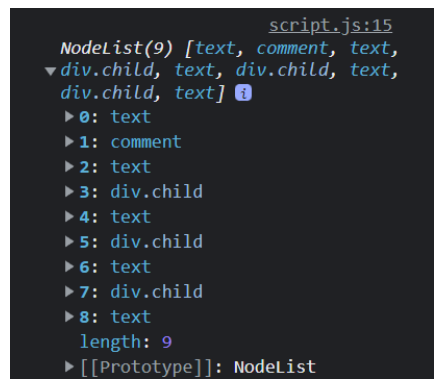 script.js:15
NodeList(9) [text, comment, text,
div.child, text, div.child, text,
div.child, text] i
0: text
1: comment
2: text
3: div.child
4: text
5: div.child
6: text
7: div.child
8: text
length: 9
[[Prototype]]: NodeList